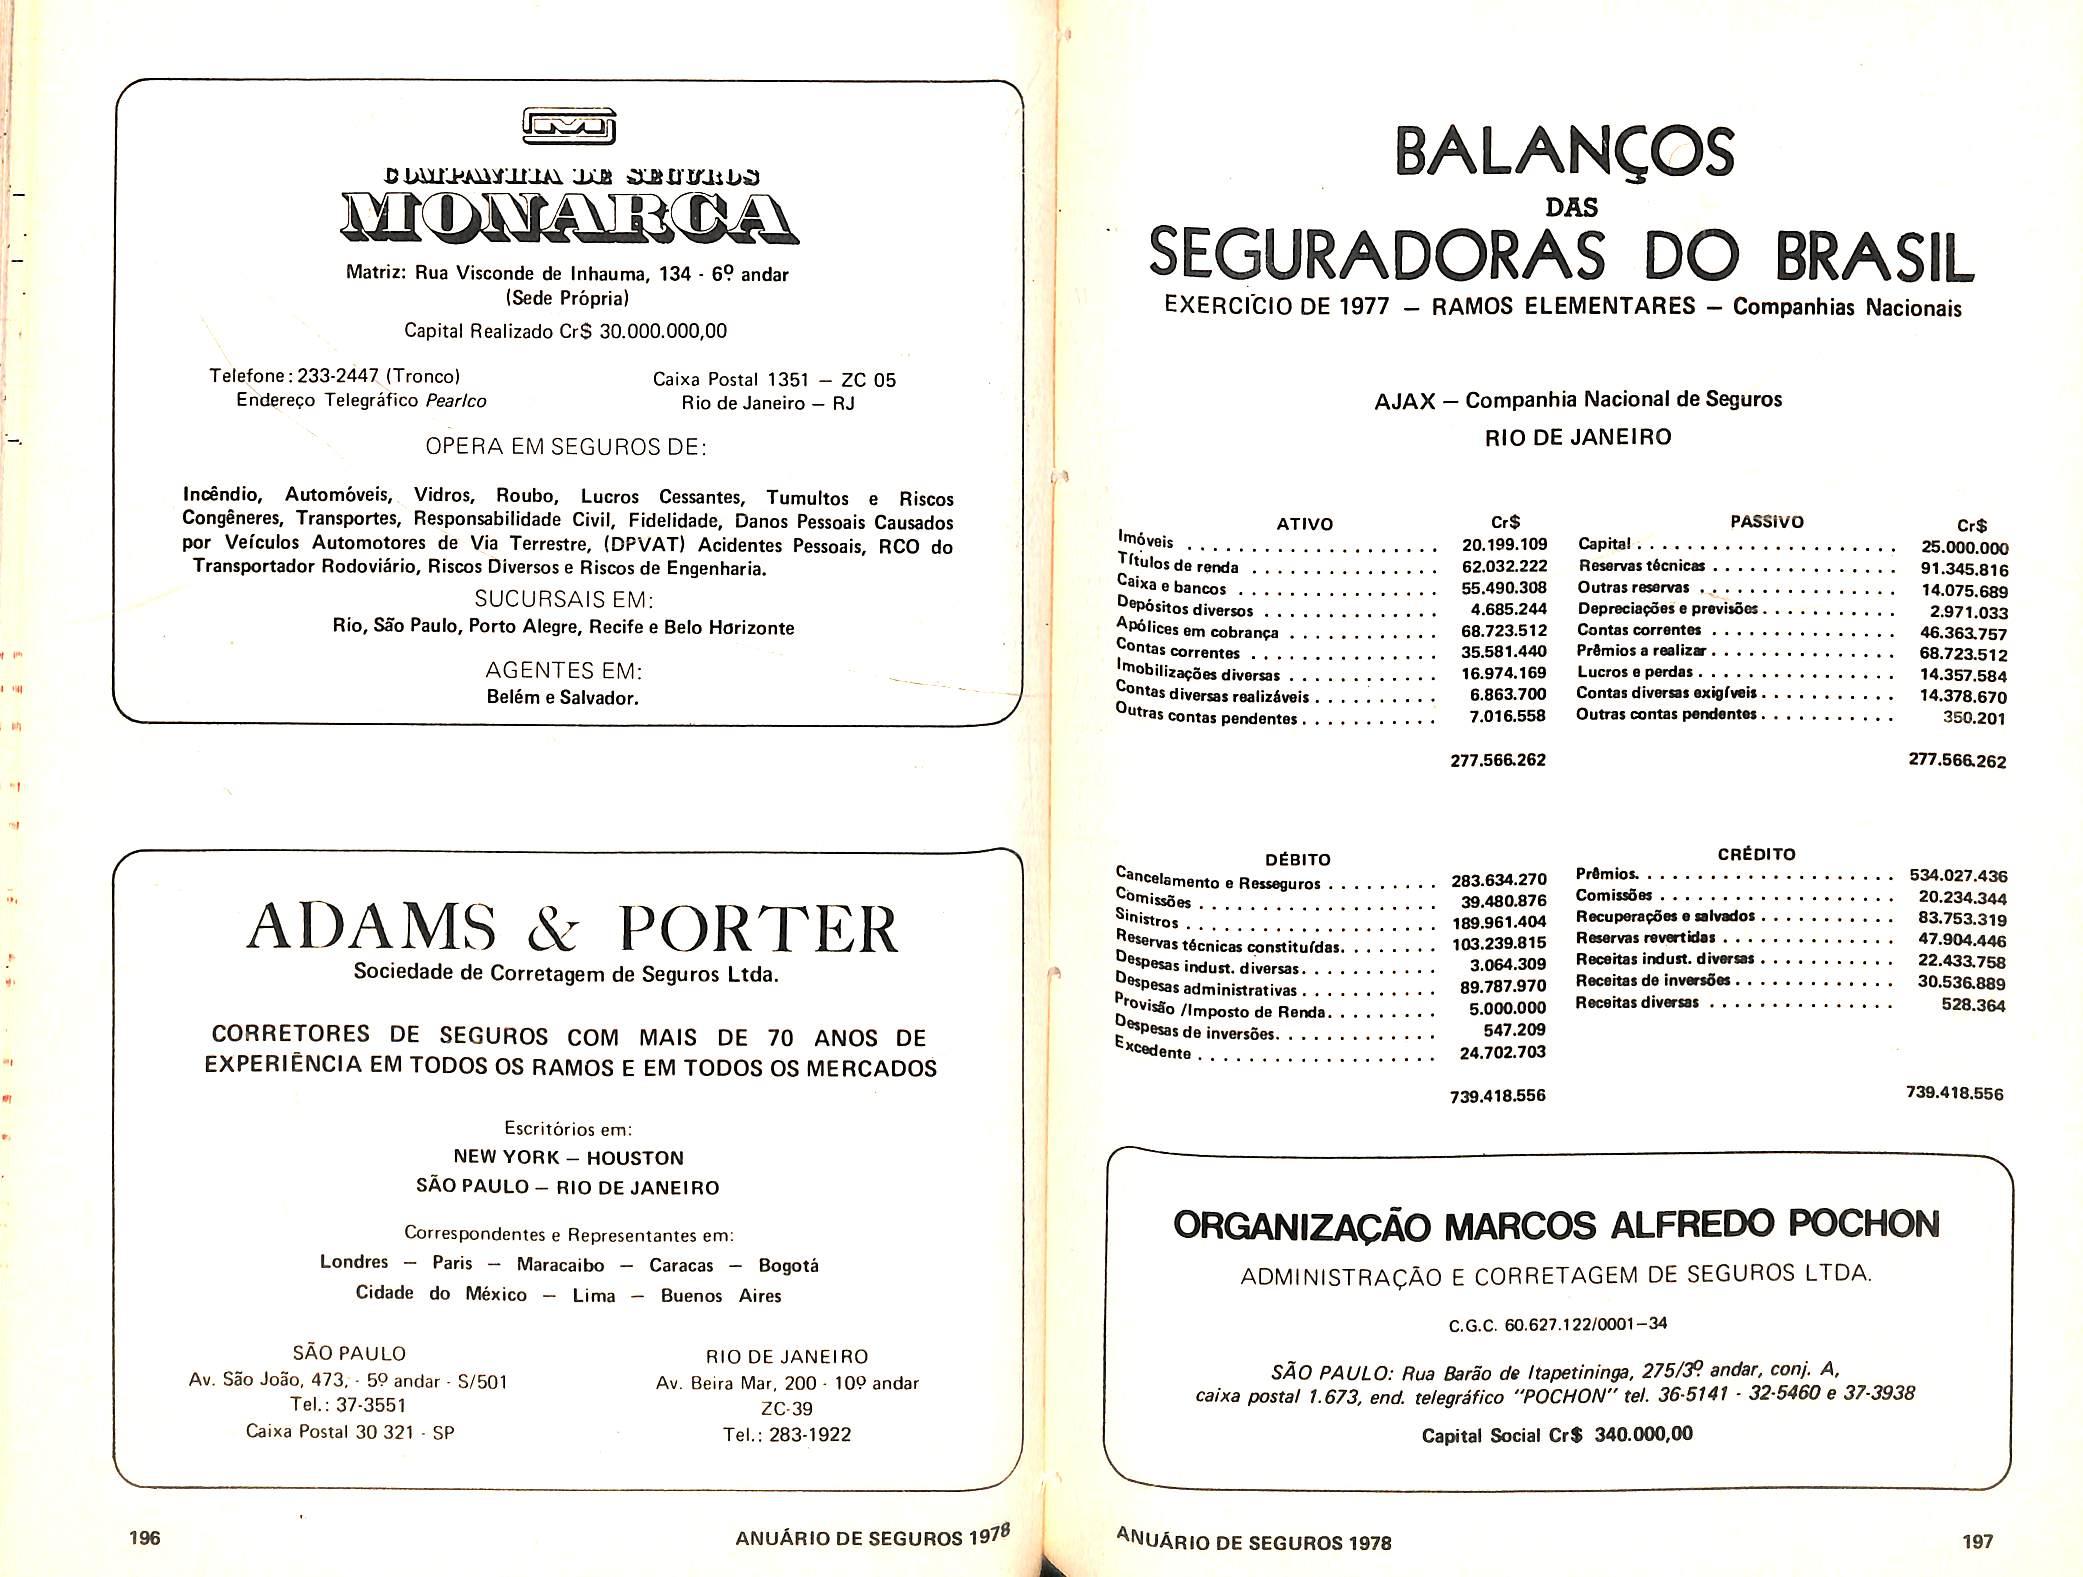 COMPANHIA DE SEGUROS
MONARCA
Matriz: Rua Visconde de Inhauma, 134 - 6º andar
(Sede Própria)
Capital Realizado Cr$ 30.000.000,00
Telefone: 233-2447 (Tronco)
Endereço Telegráfico Pearlco
Caixa Postal 1351 – ZC 05
Rio de Janeiro – RJ
OPERA EM SEGUROS DE:
Incêndio, Automóveis, Vidros, Roubo, Lucros Cessantes, Tumultos e Riscos
Congêneres, Transportes, Responsabilidade Civil, Fidelidade, Danos Pessoais Causados
por Veículos Automotores de Via Terrestre, (DPVAT) Acidentes Pessoais, RCO do
Transportador Rodoviário, Riscos Diversos e Riscos de Engenharia.
SUCURSAIS EM:
Rio, São Paulo, Porto Alegre, Recife e Belo Horizonte
AGENTES EM:
Belém e Salvador.
ADAMS & PORTER
Sociedade de Corretagem de Seguros Ltda.
CORRETORES DE SEGUROS COM MAIS DE 70 ANOS DE
EXPERIÊNCIA EM TODOS OS RAMOS E EM TODOS OS MERCADOS
Escritórios em:
NEW YORK – HOUSTON
SÃO PAULO – RIO DE JANEIRO
Correspondentes e Representantes em:
Londres – Paris – Maracaibo – Caracas – Bogotá
Cidade do México – Lima – Buenos Aires
SÃO PAULO
Av. São João, 473, - 5º andar - S/501
Tel.: 37-3551
Caixa Postal 30 321 - SP
RIO DE JANEIRO
Av. Beira Mar, 200 - 10º andar
ZC-39
Tel.: 283-1922
196
ANUÁRIO DE SEGUROS 1978
BALANÇOS
DAS
SEGURADORAS DO BRASIL
EXERCÍCIO DE 1977 – RAMOS ELEMENTARES – Companhias Nacionais
AJAX – Companhia Nacional de Seguros
RIO DE JANEIRO
ATIVO Cr$
Imóveis . . . . . . . . . . 20.199.109
Títulos de renda . . . . . . . . . . 62.032.222
Caixa e bancos . . . . . . . . . . 55.490.308
Depósitos diversos . . . . . . . . . . 4.685.244
Apólices em cobrança . . . . . . . . . . 68.723.512
Contas correntes . . . . . . . . . . 35.581.440
Imobilizações diversas . . . . . . . . . . 16.974.169
Contas diversas realizáveis . . . . . . . . . . 6.863.700
Outras contas pendentes . . . . . . . . . . 7.016.558
277.566.262
PASSIVO Cr$
Capital . . . . . . . . . . 25.000.000
Reservas técnicas . . . . . . . . . . 91.345.816
Outras reservas . . . . . . . . . . 14.075.689
Depreciações e previsões . . . . . . . . . . 2.971.033
Contas correntes . . . . . . . . . . 46.363.757
Prêmios a realizar . . . . . . . . . . 68.723.512
Lucros e perdas . . . . . . . . . . 14.357.584
Contas diversas exigíveis . . . . . . . . . . 14.378.670
Outras contas pendentes . . . . . . . . . . 350.201
277.566.262
DÉBITO
Cancelamento e Resseguros . . . . . . . . . 283.634.270
Comissões . . . . . . . . . . 39.480.876
Sinistros . . . . . . . . . . 189.961.404
Reservas técnicas constituídas. . . . . . . . 103.239.815
Despesas indust. diversas. . . . . . . . . . 3.064.309
Despesas administrativas . . . . . . . . . . 89.787.970
Provisão /Imposto de Renda. . . . . . . . . 5.000.000
Despesas de inversões. . . . . . . . . . 547.209
Excedente . . . . . . . . . . 24.702.703
739.418.556
CRÉDITO
Prêmios. . . . . . . . . . 534.027.436
Comissões . . . . . . . . . . 20.234.344
Recuperações e salvados . . . . . . . . . . 83.753.319
Reservas revertidas . . . . . . . . . . 47.904.446
Receitas indust. diversas . . . . . . . . . . 22.433.758
Receitas de inversões . . . . . . . . . . 30.536.889
Receitas diversas . . . . . . . . . . 528.364
739.418.556
ORGANIZAÇÃO MARCOS ALFREDO POCHON
ADMINISTRAÇÃO E CORRETAGEM DE SEGUROS LTDA.
C.G.C. 60.627.122/0001–34
SÃO PAULO: Rua Barão de Itapetininga, 275/3º andar, conj. A,
caixa postal 1.673, end. telegráfico "POCHON" tel. 36-5141 - 32-5460 e 37-3938
Capital Social Cr$ 340.000,00
ANUÁRIO DE SEGUROS 1978
197